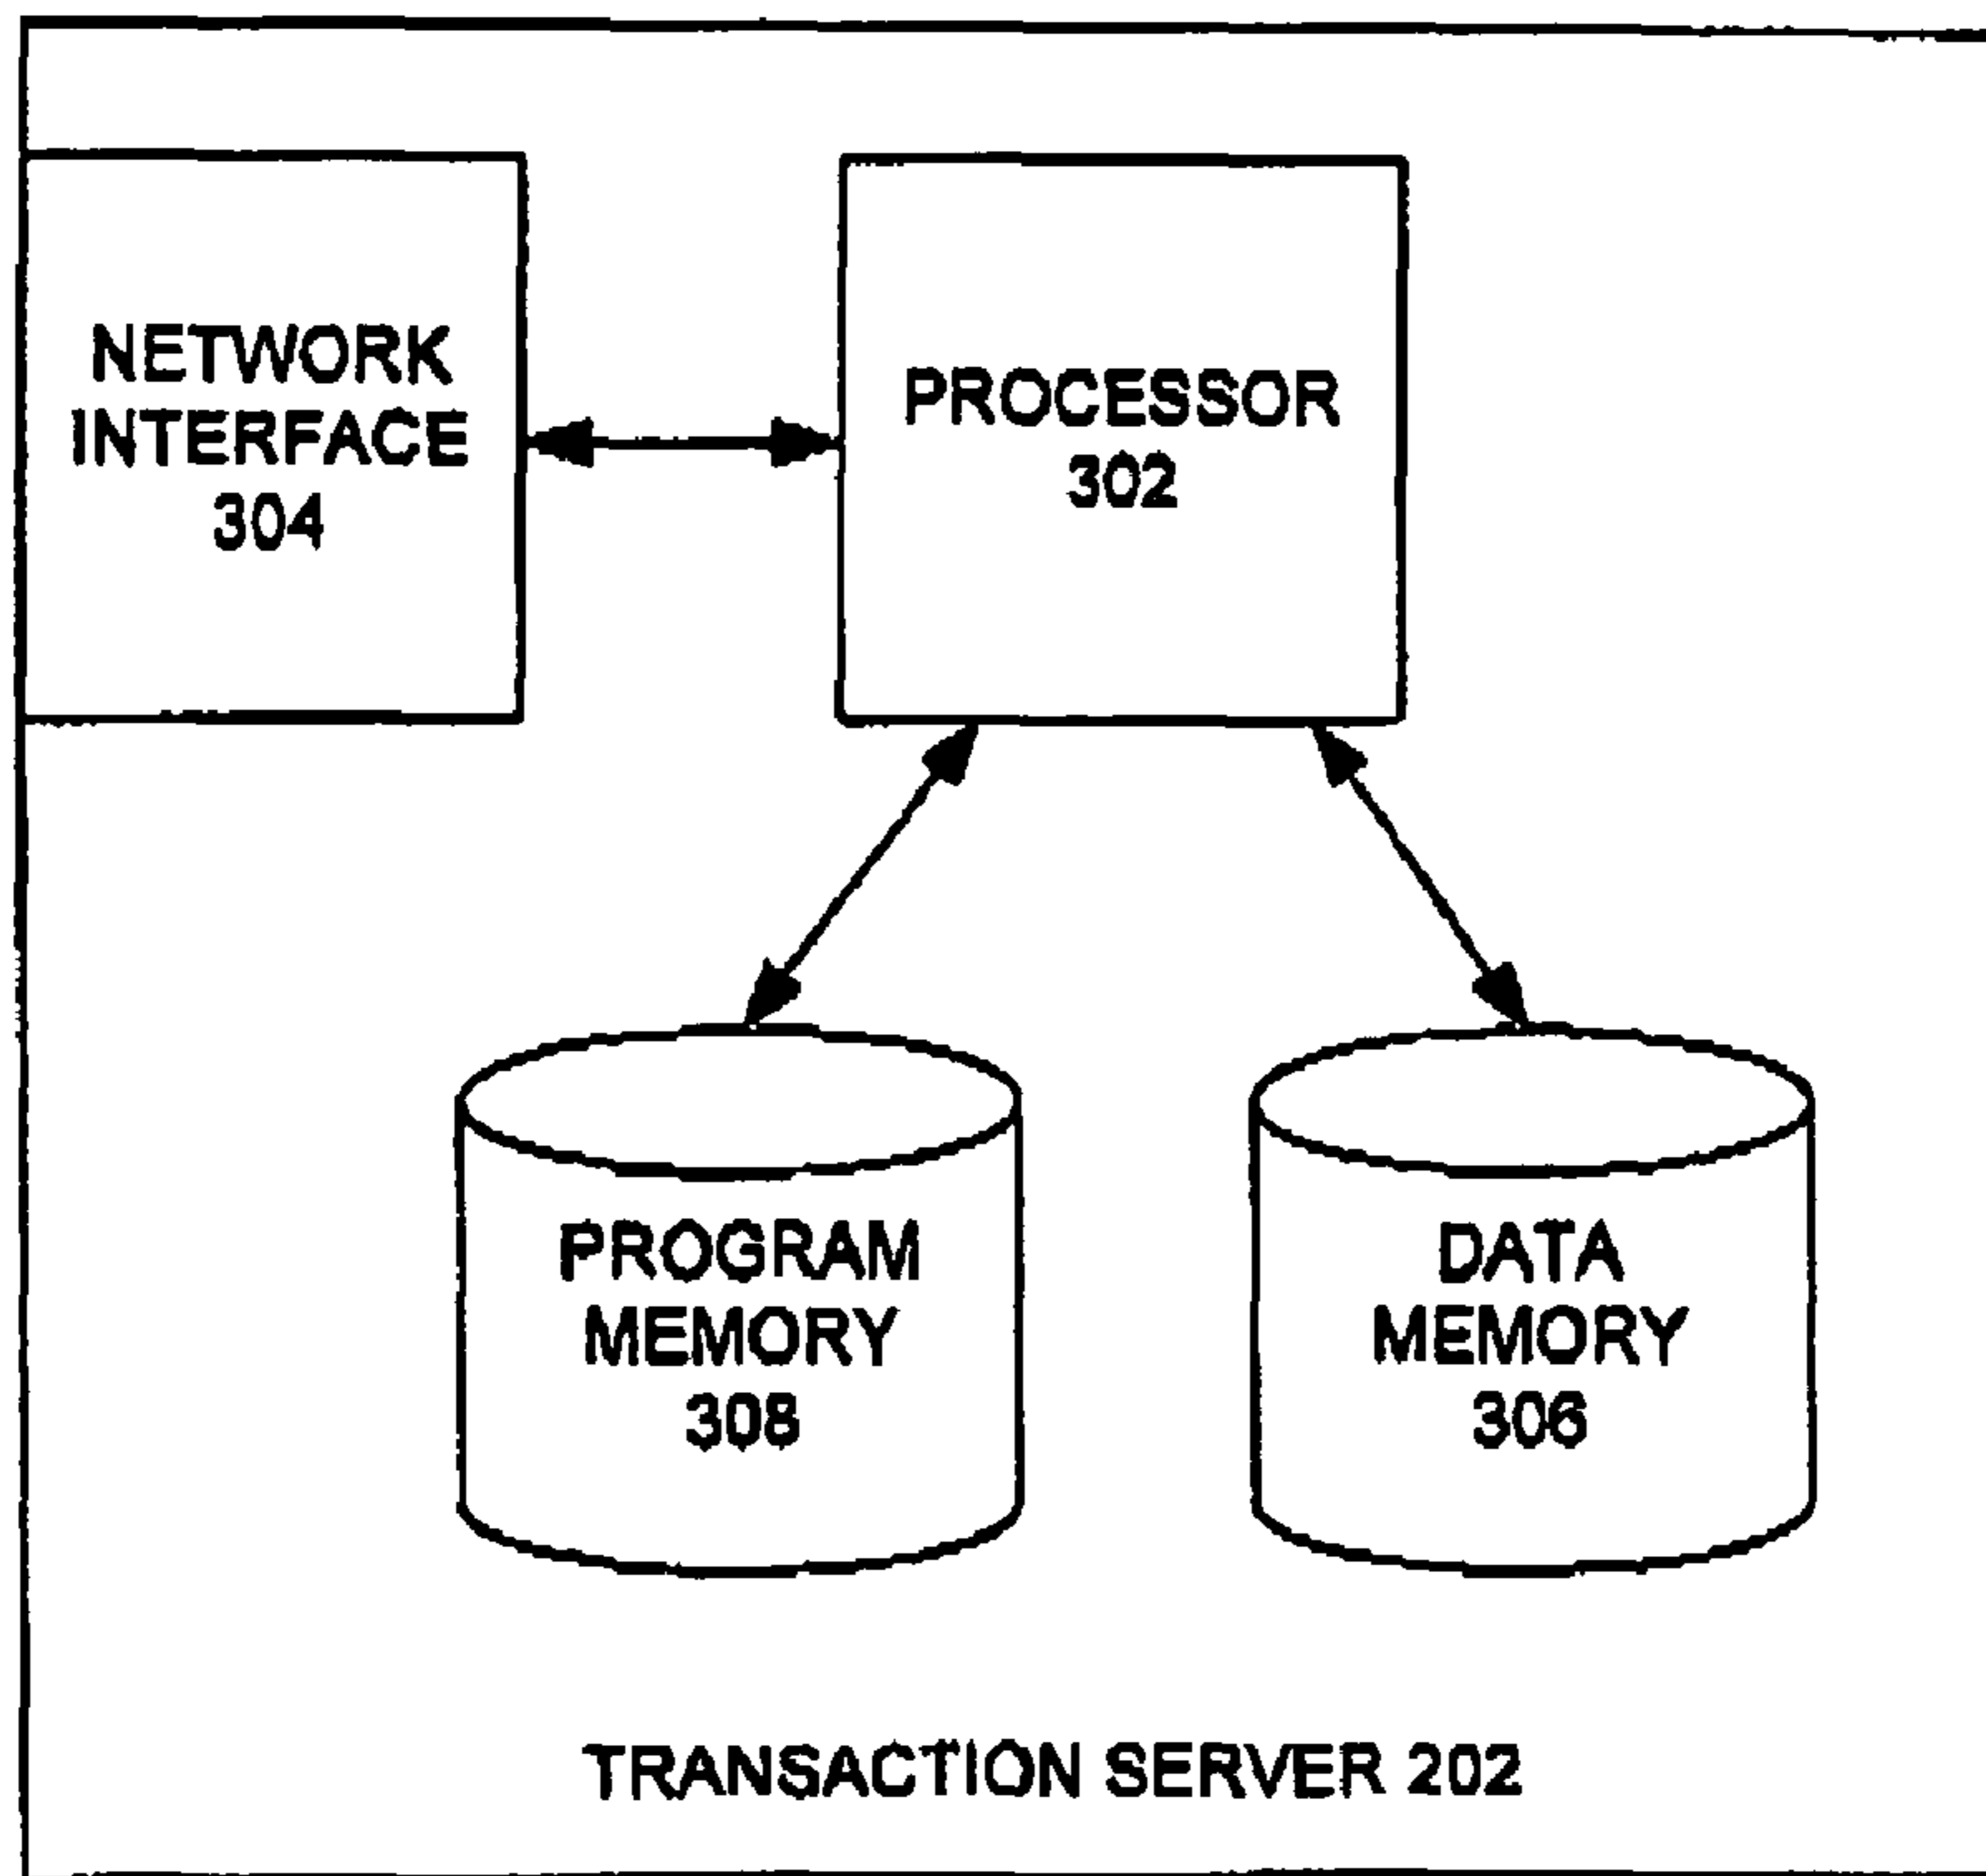 NETWORK
INTERFACE
304
PROCESSOR
302
PROGRAM
MEMORY
308
DATA
MEMORY
306
TRANSACTION SERVER 202